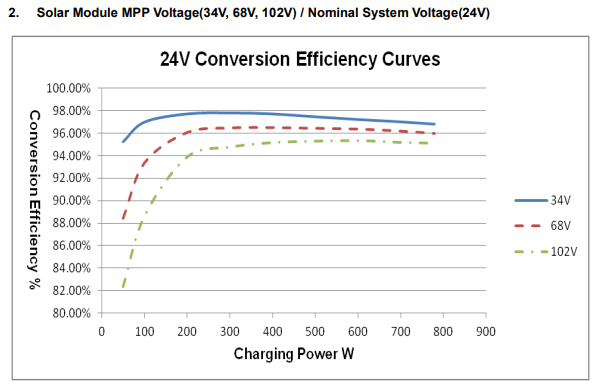 2. Solar Module MPP Voltage(34V, 68V, 102V) / Nominal System Voltage(24V)
24V Conversion Efficiency Curves
Conversion Efficiency %
100.00%
98.00%
96.00%
94.00%
92.00%
90.00%
88.00%
86.00%
84.00%
82.00%
80.00%
34V
68V
102V
0 100 200 300 400 500 600 700 800 900
Charging Power W